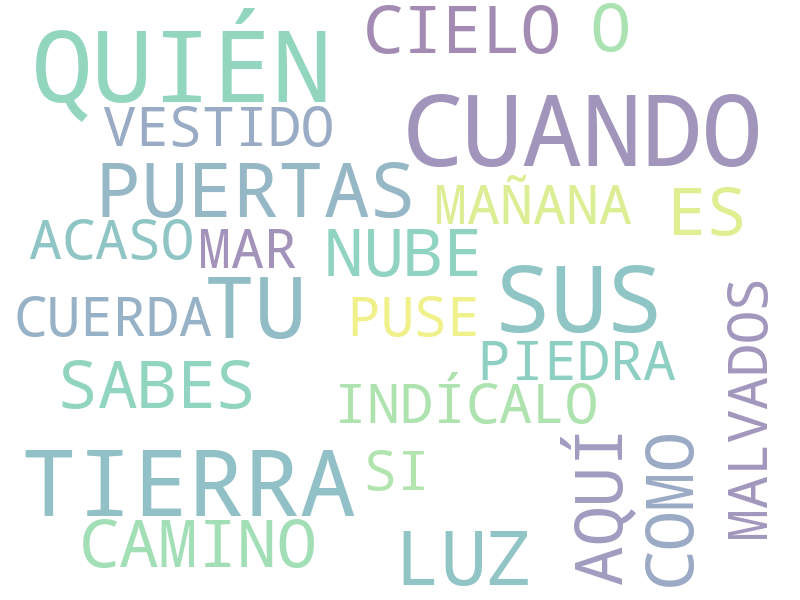 CIELO O
QUIÉN
CUANDO
VESTIDO
PUERTAS
MAÑANA ES
ACASO MAR NUBE
CUERDA TU PUSE SUS
PIEDRA
MALVADOS
SABES
INDÍCALO
TIERRA SI
AQUÍ
COMO
CAMINO
LUZ